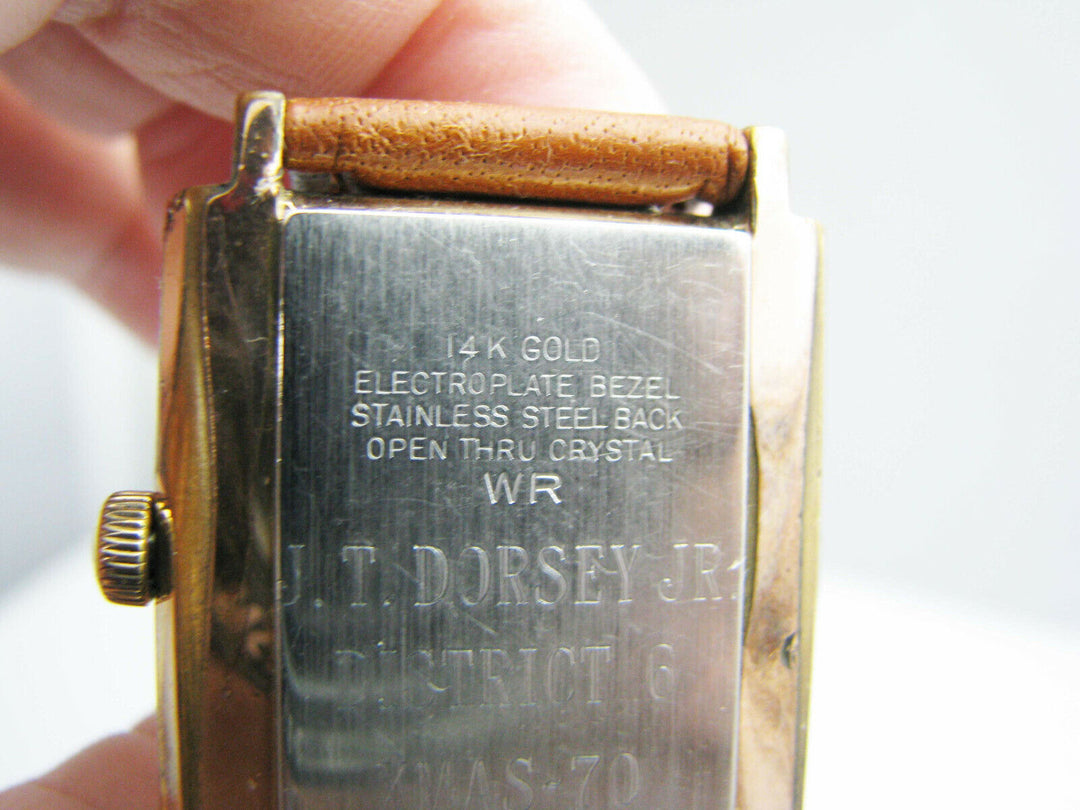 14K GOLD
ELECTROPLATE BEZEL
STAINLESS STEEL BACK
OPEN THRU CRYSTAL
WR
J. T. DORSEY JR.
DISTRICT 6
XMAS-70